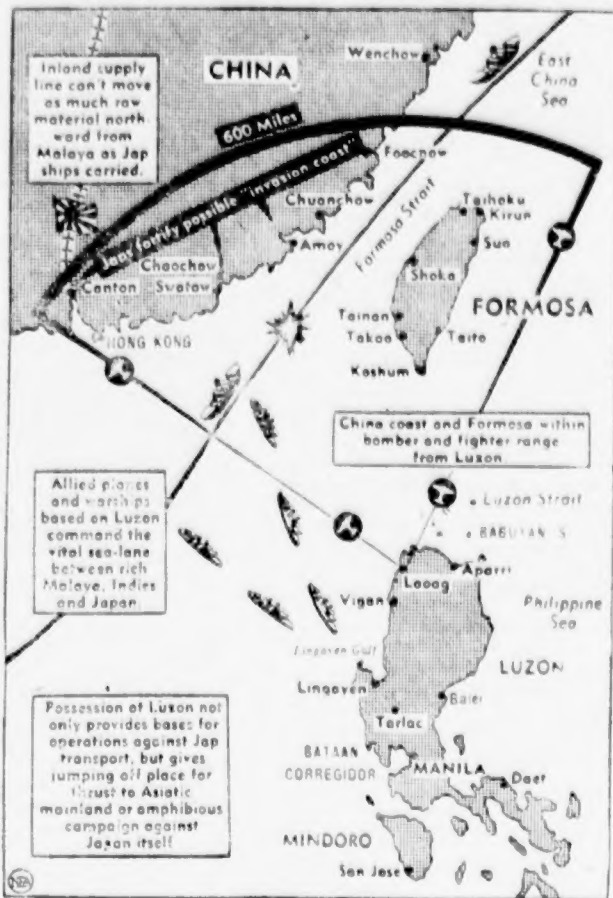 Wenchow
East
China
Sea
CHINA
Inland supply
line can't move
as much raw
material north-
ward from
Malaya as Jap
ships carried.
600 Miles
Japs fortify possible "invasion coast"
Foochow
Chuanchow
Amoy
Formosa Strait
Taihoku
Kirun
Suo
Shoka
FORMOSA
Chaochow
Swatow
Canton
HONG KONG
Tainan
Takao
Taito
Koshum
China coast and Formosa within
bomber and fighter range
from Luzon.
Allied planes
and warships
based on Luzon
command the
vital sea-lane
between rich
Malaya, Indies
and Japan.
Luzon Strait
BABUYAN IS
Aparri
Laoag
Vigan
Philippine
Sea
Lingayen Gulf
LUZON
Lingayen
Baler
Tarlac
Possession of Luzon not
only provides bases for
operations against Jap
transport, but gives
jumping off place for
thrust to Asiatic
mainland or amphibious
campaign against
Japan itself
BATAAN
CORREGIDOR
MANILA
Daet
MINDORO
San Jose
NEA